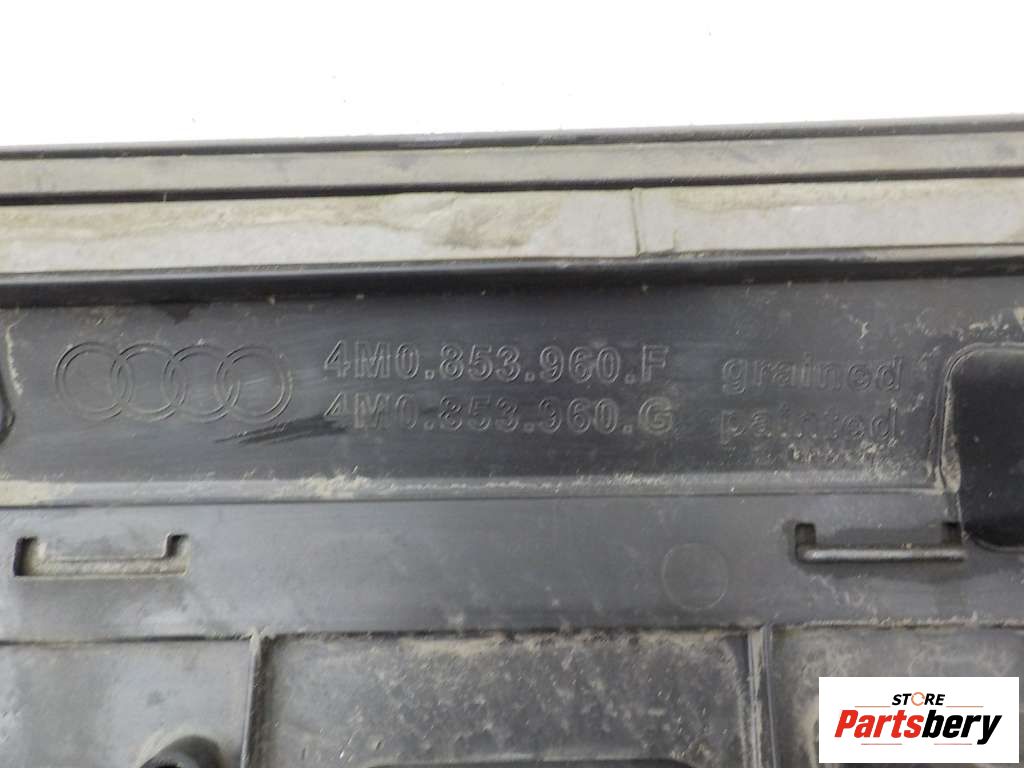 4M0.853.960.F grained
4M0.853.960.G painted
STORE
Partsbery